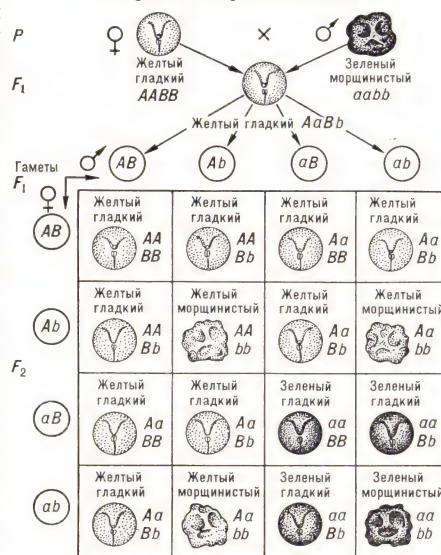 P ♀ × ♂
Желтый Зеленый
гладкий морщинистый
AABB aabb
F₁
Желтый гладкий AaBb
Гаметы ♂ AB Ab aB ab
F₁
♀
Желтый Желтый Желтый Желтый
гладкий гладкий гладкий гладкий
AB AA AA Aa Aa
BB Bb BB Bb
Желтый Желтый Желтый Желтый
гладкий морщинистый гладкий морщинистый
Ab AA AA Aa Aa
Bb bb Bb bb
F₂
Желтый Желтый Зеленый Зеленый
гладкий гладкий гладкий гладкий
aB Aa Aa aa aa
BB Bb BB Bb
Желтый Желтый Зеленый Зеленый
гладкий морщинистый гладкий морщинистый
ab Aa Aa aa aa
Bb bb Bb bb